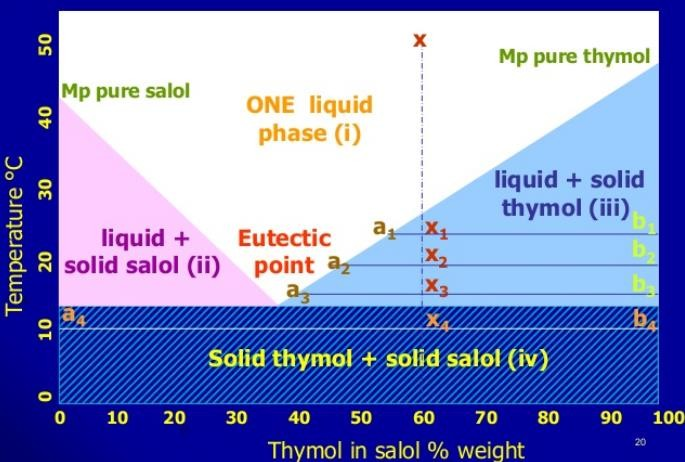 x
Mp pure thymol
Mp pure salol
ONE liquid
phase (i)
liquid + solid
thymol (iii)
liquid +
solid salol (ii)
Eutectic
point
a1 x1 b1
a2 x2 b2
a3 x3 b3
a4 x4 b4
Solid thymol + solid salol (iv)
Temperature °C
50
40
30
20
10
0
0 10 20 30 40 50 60 70 80 90 100
Thymol in salol % weight
20